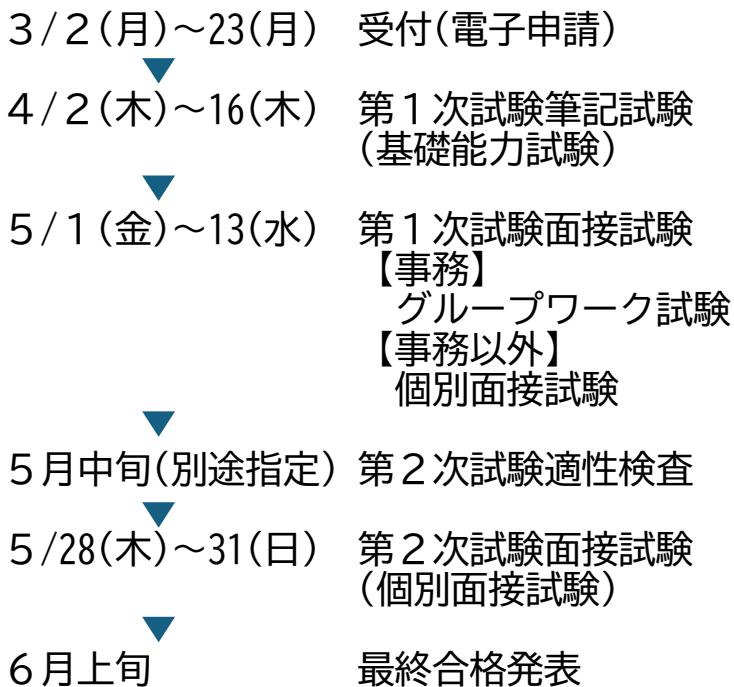 ３/２(月)～23(月)　受付(電子申請)
▼
４/２(木)～16(木)　第１次試験筆記試験
(基礎能力試験)
▼
５/１(金)～13(水)　第１次試験面接試験
【事務】
グループワーク試験
【事務以外】
個別面接試験
▼
５月中旬(別途指定)　第２次試験適性検査
▼
５/28(木)～31(日)　第２次試験面接試験
(個別面接試験)
▼
６月上旬　最終合格発表